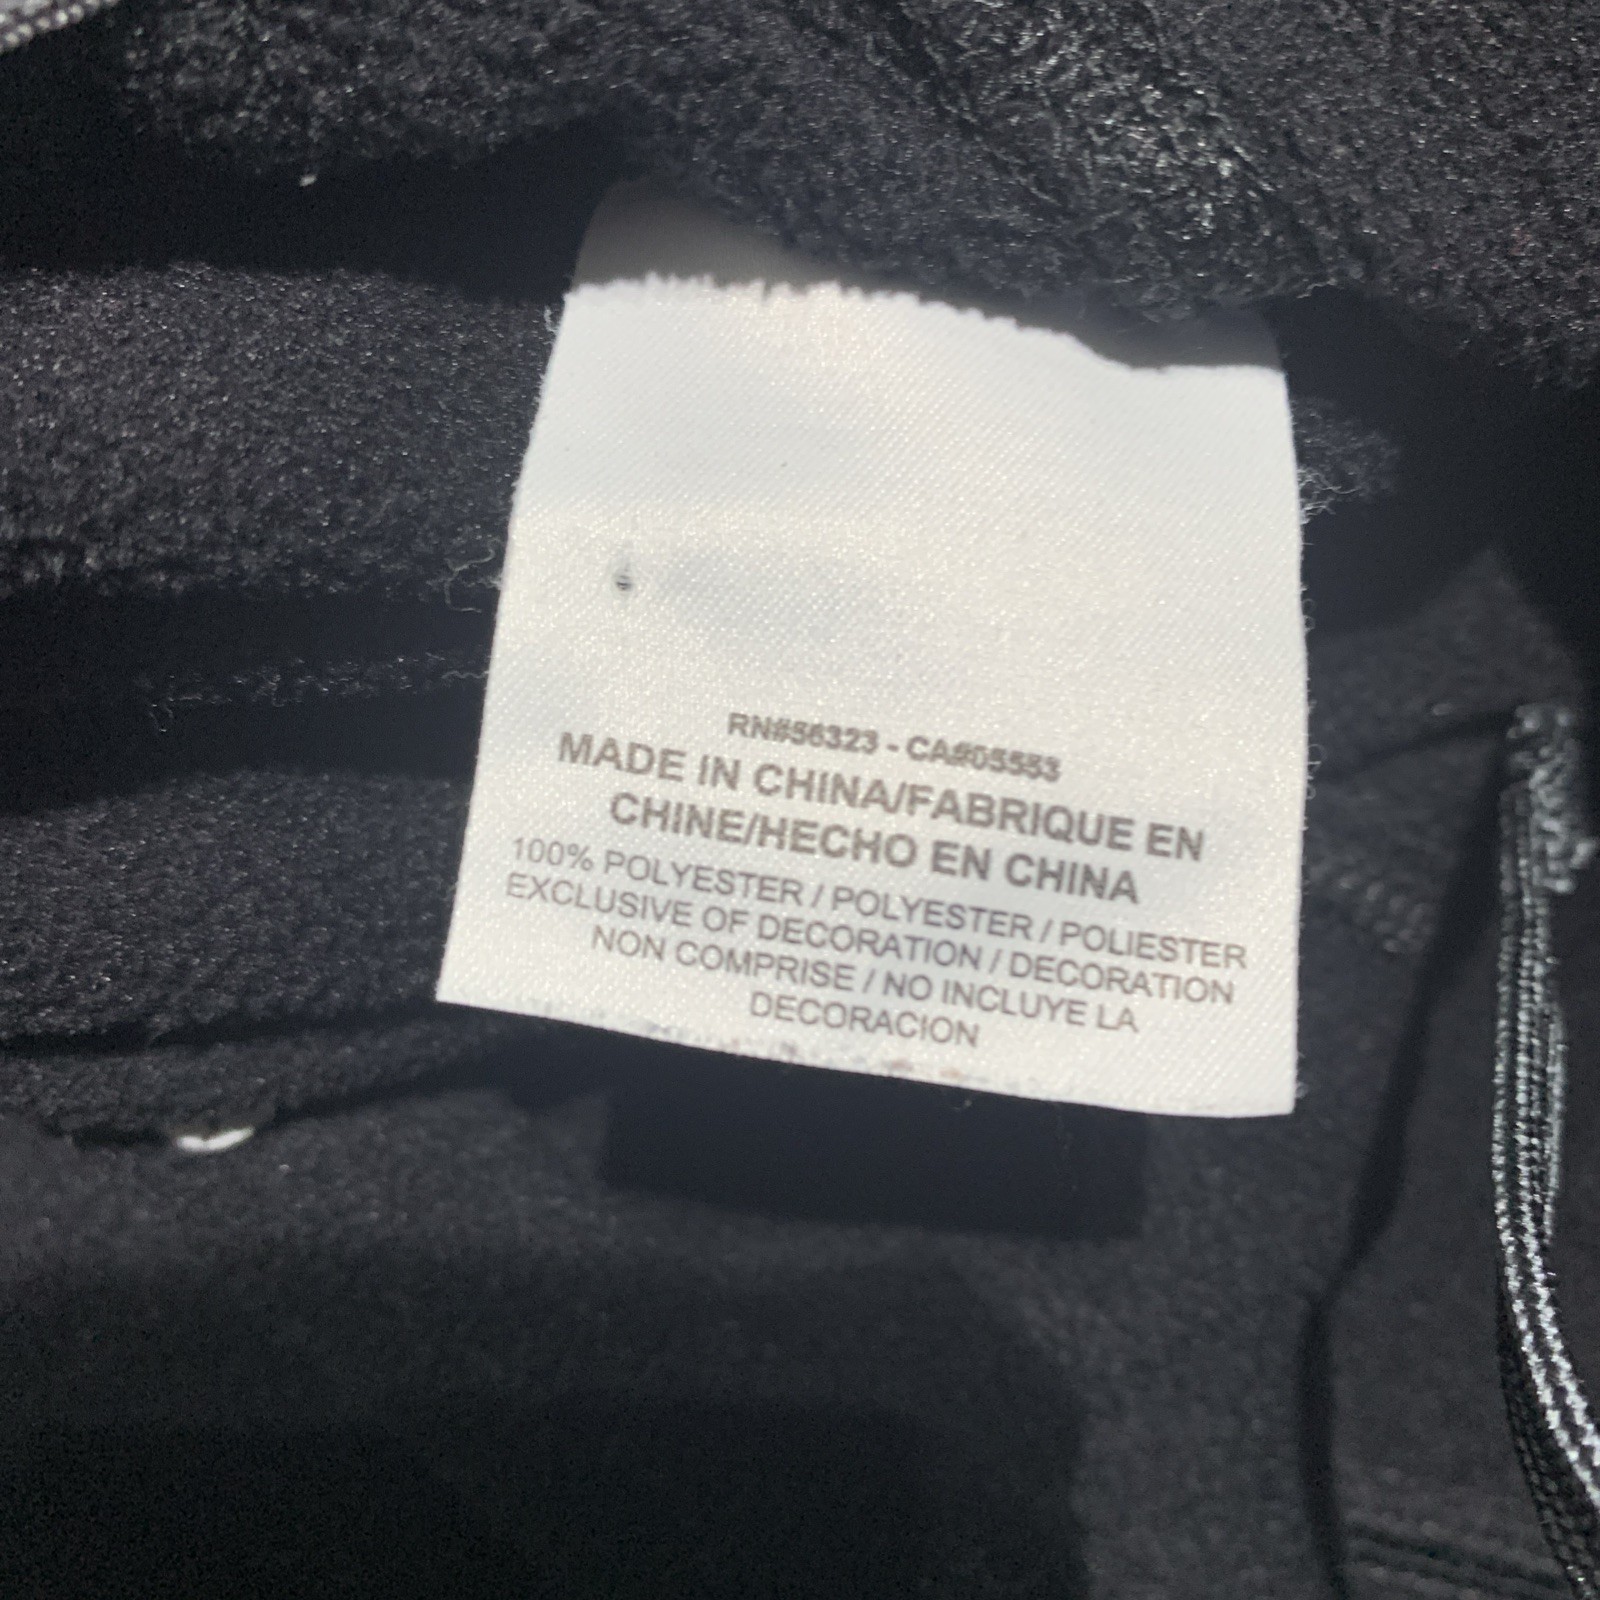 RN#56323 - CA#05553
MADE IN CHINA/FABRIQUE EN
CHINE/HECHO EN CHINA
100% POLYESTER / POLYESTER / POLIESTER
EXCLUSIVE OF DECORATION / DECORATION
NON COMPRISE / NO INCLUYE LA
DECORACION